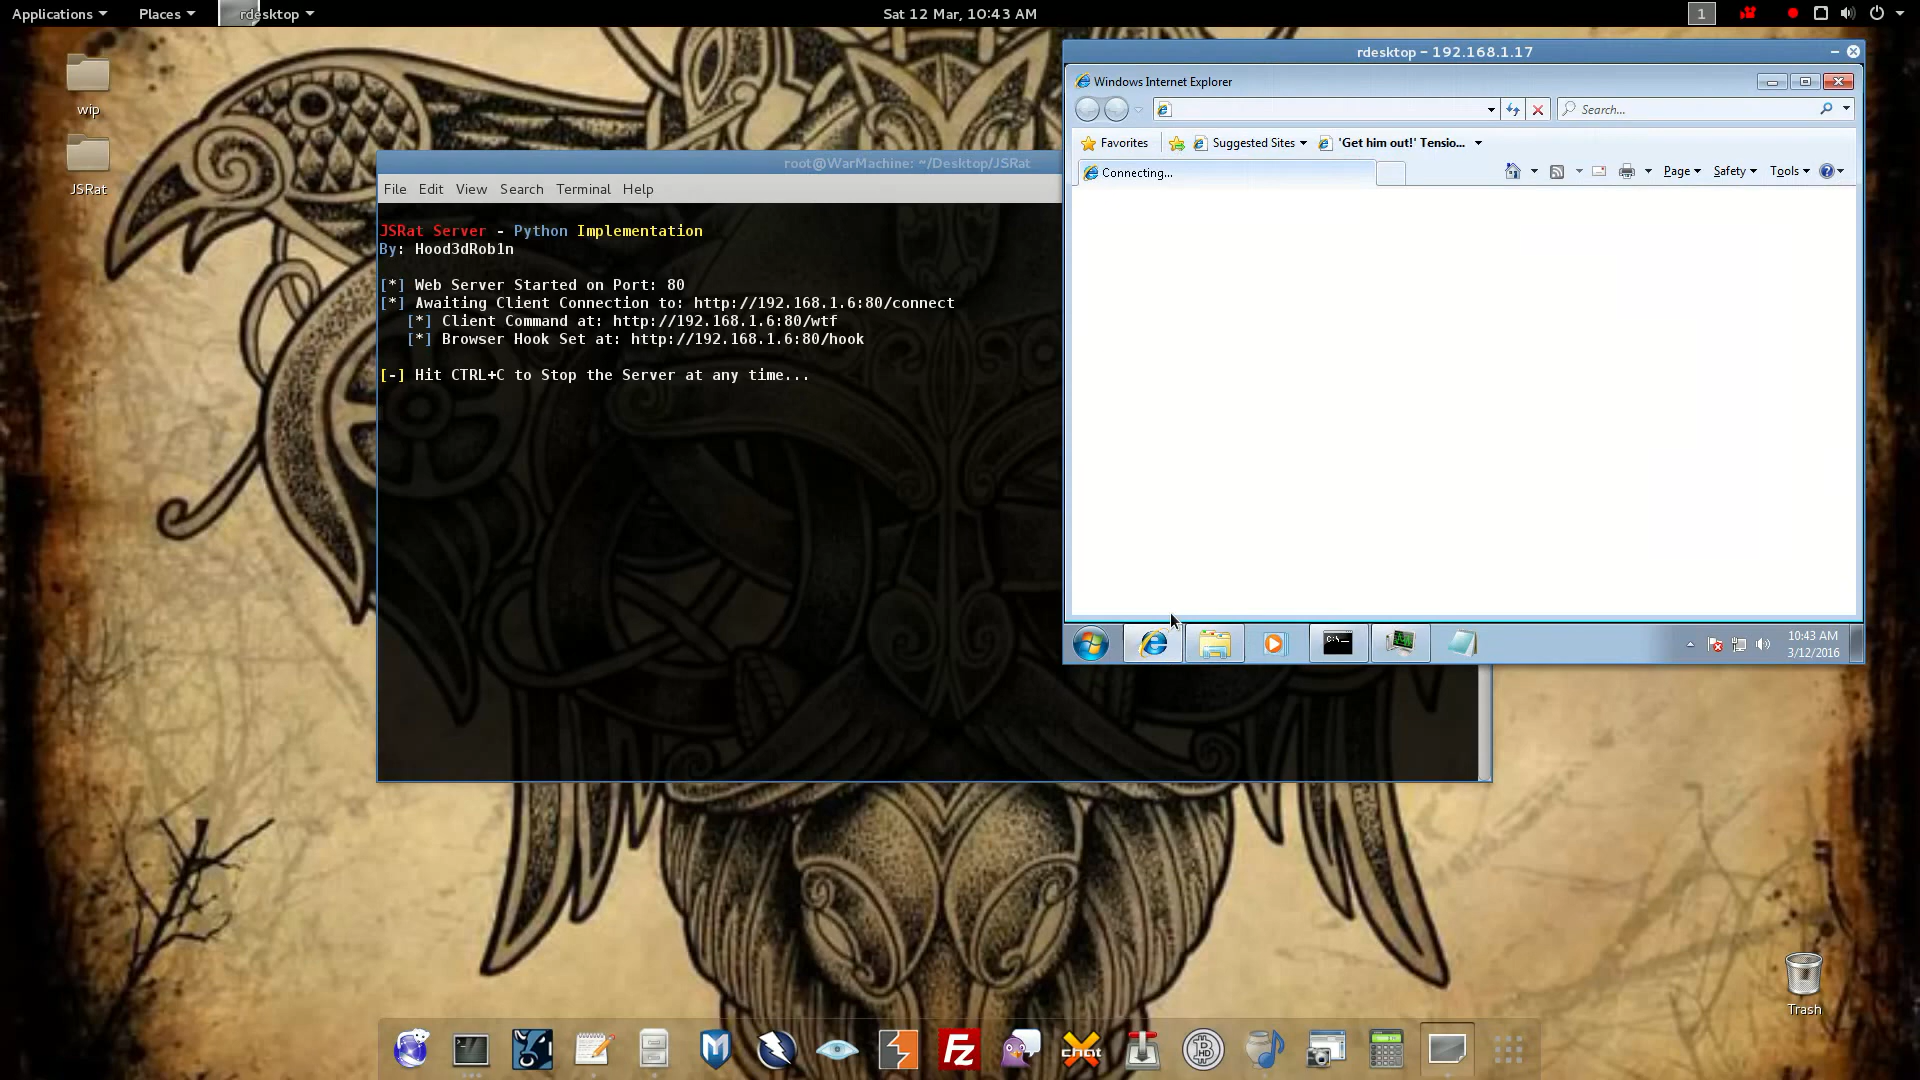 Applications
Places
rdesktop
Sat 12 Mar, 10:43 AM
1
wip
JSRat
root@WarMachine: ~/Desktop/JSRat
File Edit View Search Terminal Help
JSRat Server - Python Implementation
By: Hood3dRob1n
[*] Web Server Started on Port: 80
[*] Awaiting Client Connection to: http://192.168.1.6:80/connect
[*] Client Command at: http://192.168.1.6:80/wtf
[*] Browser Hook Set at: http://192.168.1.6:80/hook
[-] Hit CTRL+C to Stop the Server at any time...
rdesktop - 192.168.1.17
Windows Internet Explorer
Search...
Favorites
Suggested Sites
'Get him out!' Tensio...
Connecting...
Page
Safety
Tools
C:\_
10:43 AM
3/12/2016
Trash
Fz
chat
HD